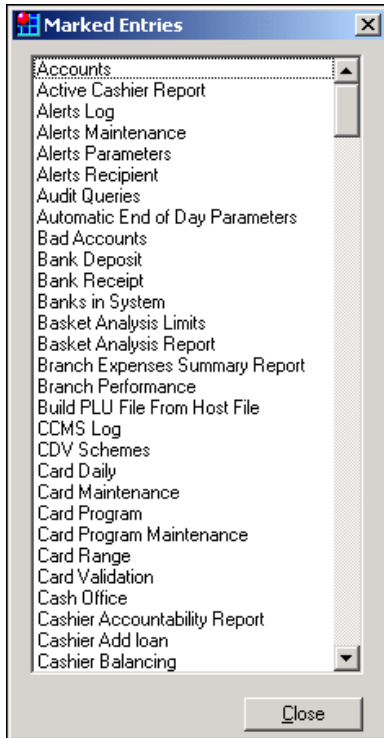 Marked Entries
Accounts
Active Cashier Report
Alerts Log
Alerts Maintenance
Alerts Parameters
Alerts Recipient
Audit Queries
Automatic End of Day Parameters
Bad Accounts
Bank Deposit
Bank Receipt
Banks in System
Basket Analysis Limits
Basket Analysis Report
Branch Expenses Summary Report
Branch Performance
Build PLU File From Host File
CCMS Log
CDV Schemes
Card Daily
Card Maintenance
Card Program
Card Program Maintenance
Card Range
Card Validation
Cash Office
Cashier Accountability Report
Cashier Add loan
Cashier Balancing
Close